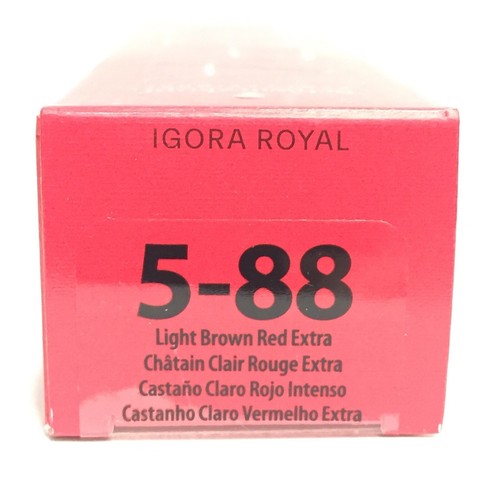 IGORA ROYAL
5-88
Light Brown Red Extra
Châtain Clair Rouge Extra
Castaño Claro Rojo Intenso
Castanho Claro Vermelho Extra